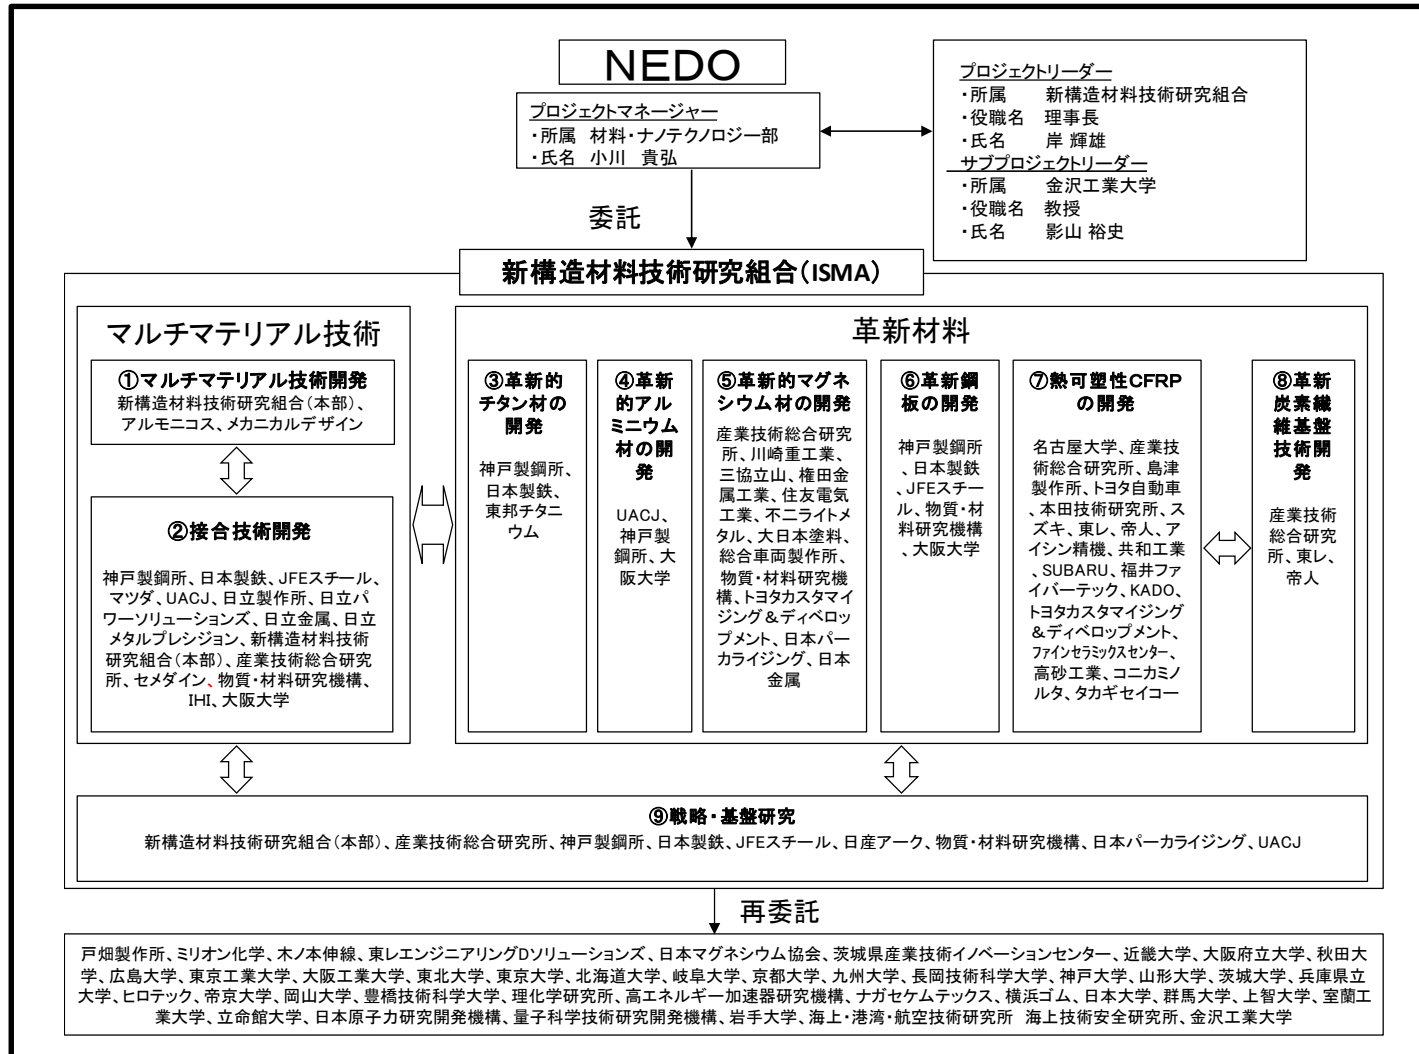 NEDO
プロジェクトマネージャー
・所属 材料・ナノテクノロジー部
・氏名 小川 貴弘
プロジェクトリーダー
・所属 新構造材料技術研究組合
・役職名 理事長
・氏名 岸 輝雄
サブプロジェクトリーダー
・所属 金沢工業大学
・役職名 教授
・氏名 影山 裕史
委託
新構造材料技術研究組合(ISMA)
マルチマテリアル技術
①マルチマテリアル技術開発
新構造材料技術研究組合(本部)、
アルモニコス、メカニカルデザイン
②接合技術開発
神戸製鋼所、日本製鉄、JFEスチール、
マツダ、UACJ、日立製作所、日立パ
ワーソリューションズ、日立金属、日立
メタルプレシジョン、新構造材料技術
研究組合(本部)、産業技術総合研究
所、セメダイン、物質・材料研究機構、
IHI、大阪大学
革新材料
③革新的
チタン材の
開発
神戸製鋼所、
日本製鉄、
東邦チタニ
ウム
④革新
的アル
ミニウム
材の開
発
UACJ、
神戸製
鋼所、大
阪大学
⑤革新的マグネ
シウム材の開発
産業技術総合研究
所、川崎重工業、
三協立山、権田金
属工業、住友電気
工業、不二ライトメ
タル、大日本塗料、
総合車両製作所、
物質・材料研究機
構、トヨタカスタマイ
ジング&ディベロッ
プメント、日本パー
カライジング、日本
金属
⑥革新鋼
板の開発
神戸製鋼所
、日本製鉄
、JFEスチー
ル、物質・材
料研究機構
、大阪大学
⑦熱可塑性CFRP
の開発
名古屋大学、産業技
術総合研究所、島津
製作所、トヨタ自動車
、本田技術研究所、ス
ズキ、東レ、帝人、ア
イシン精機、共和工業
、SUBARU、福井ファ
イバーテック、KADO、
トヨタカスタマイジング
&ディベロップメント、
ファインセラミックスセンター、
高砂工業、コニカミノ
ルタ、タカギセイコー
⑧革新
炭素繊
維基盤
技術開
発
産業技術
総合研究
所、東レ、
帝人
⑨戦略・基盤研究
新構造材料技術研究組合(本部)、産業技術総合研究所、神戸製鋼所、日本製鉄、JFEスチール、日産アーク、物質・材料研究機構、日本パーカライジング、UACJ
再委託
戸畑製作所、ミリオン化学、木ノ本伸線、東レエンジニアリングDソリューションズ、日本マグネシウム協会、茨城県産業技術イノベーションセンター、近畿大学、大阪府立大学、秋田大
学、広島大学、東京工業大学、大阪工業大学、東北大学、東京大学、北海道大学、岐阜大学、京都大学、九州大学、長岡技術科学大学、神戸大学、山形大学、茨城大学、兵庫県立
大学、ヒロテック、帝京大学、岡山大学、豊橋技術科学大学、理化学研究所、高エネルギー加速器研究機構、ナガセケムテックス、横浜ゴム、日本大学、群馬大学、上智大学、室蘭工
業大学、立命館大学、日本原子力研究開発機構、量子科学技術研究開発機構、岩手大学、海上・港湾・航空技術研究所 海上技術安全研究所、金沢工業大学